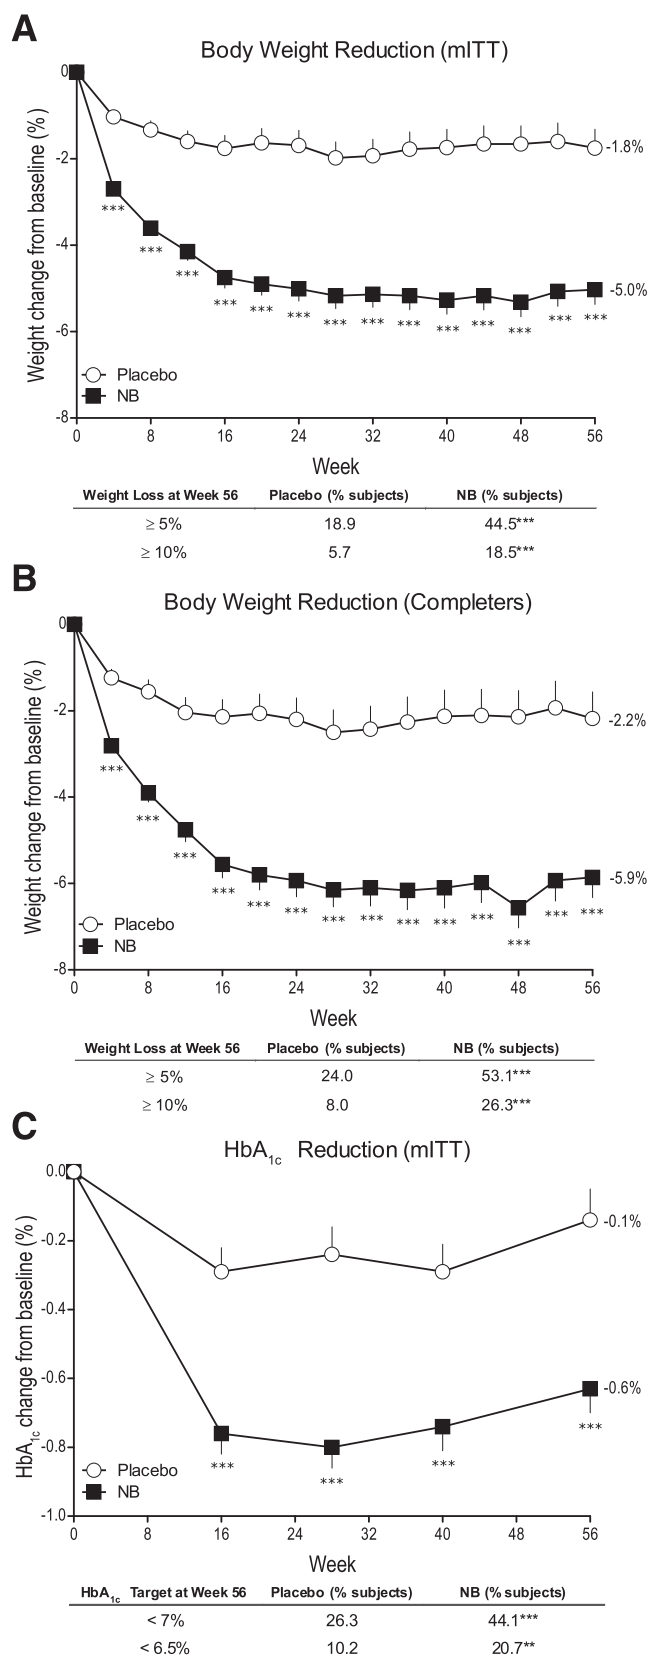 A
Body Weight Reduction (mITT)
Weight change from baseline (%)
0
-2
-4
-6
-8
-1.8%
-5.0%
***
***
***
***
***
***
***
***
***
***
***
***
***
***
Placebo
NB
0 8 16 24 32 40 48 56
Week
Weight Loss at Week 56 Placebo (% subjects) NB (% subjects)
≥ 5% 18.9 44.5***
≥ 10% 5.7 18.5***
B
Body Weight Reduction (Completers)
Weight change from baseline (%)
0
-2
-4
-6
-8
-2.2%
-5.9%
***
***
***
***
***
***
***
***
***
***
***
***
***
***
Placebo
NB
0 8 16 24 32 40 48 56
Week
Weight Loss at Week 56 Placebo (% subjects) NB (% subjects)
≥ 5% 24.0 53.1***
≥ 10% 8.0 26.3***
C
HbA1c Reduction (mITT)
HbA1c change from baseline (%)
0.0
-0.2
-0.4
-0.6
-0.8
-1.0
-0.1%
-0.6%
***
***
***
***
Placebo
NB
0 8 16 24 32 40 48 56
Week
HbA1c Target at Week 56 Placebo (% subjects) NB (% subjects)
< 7% 26.3 44.1***
< 6.5% 10.2 20.7**